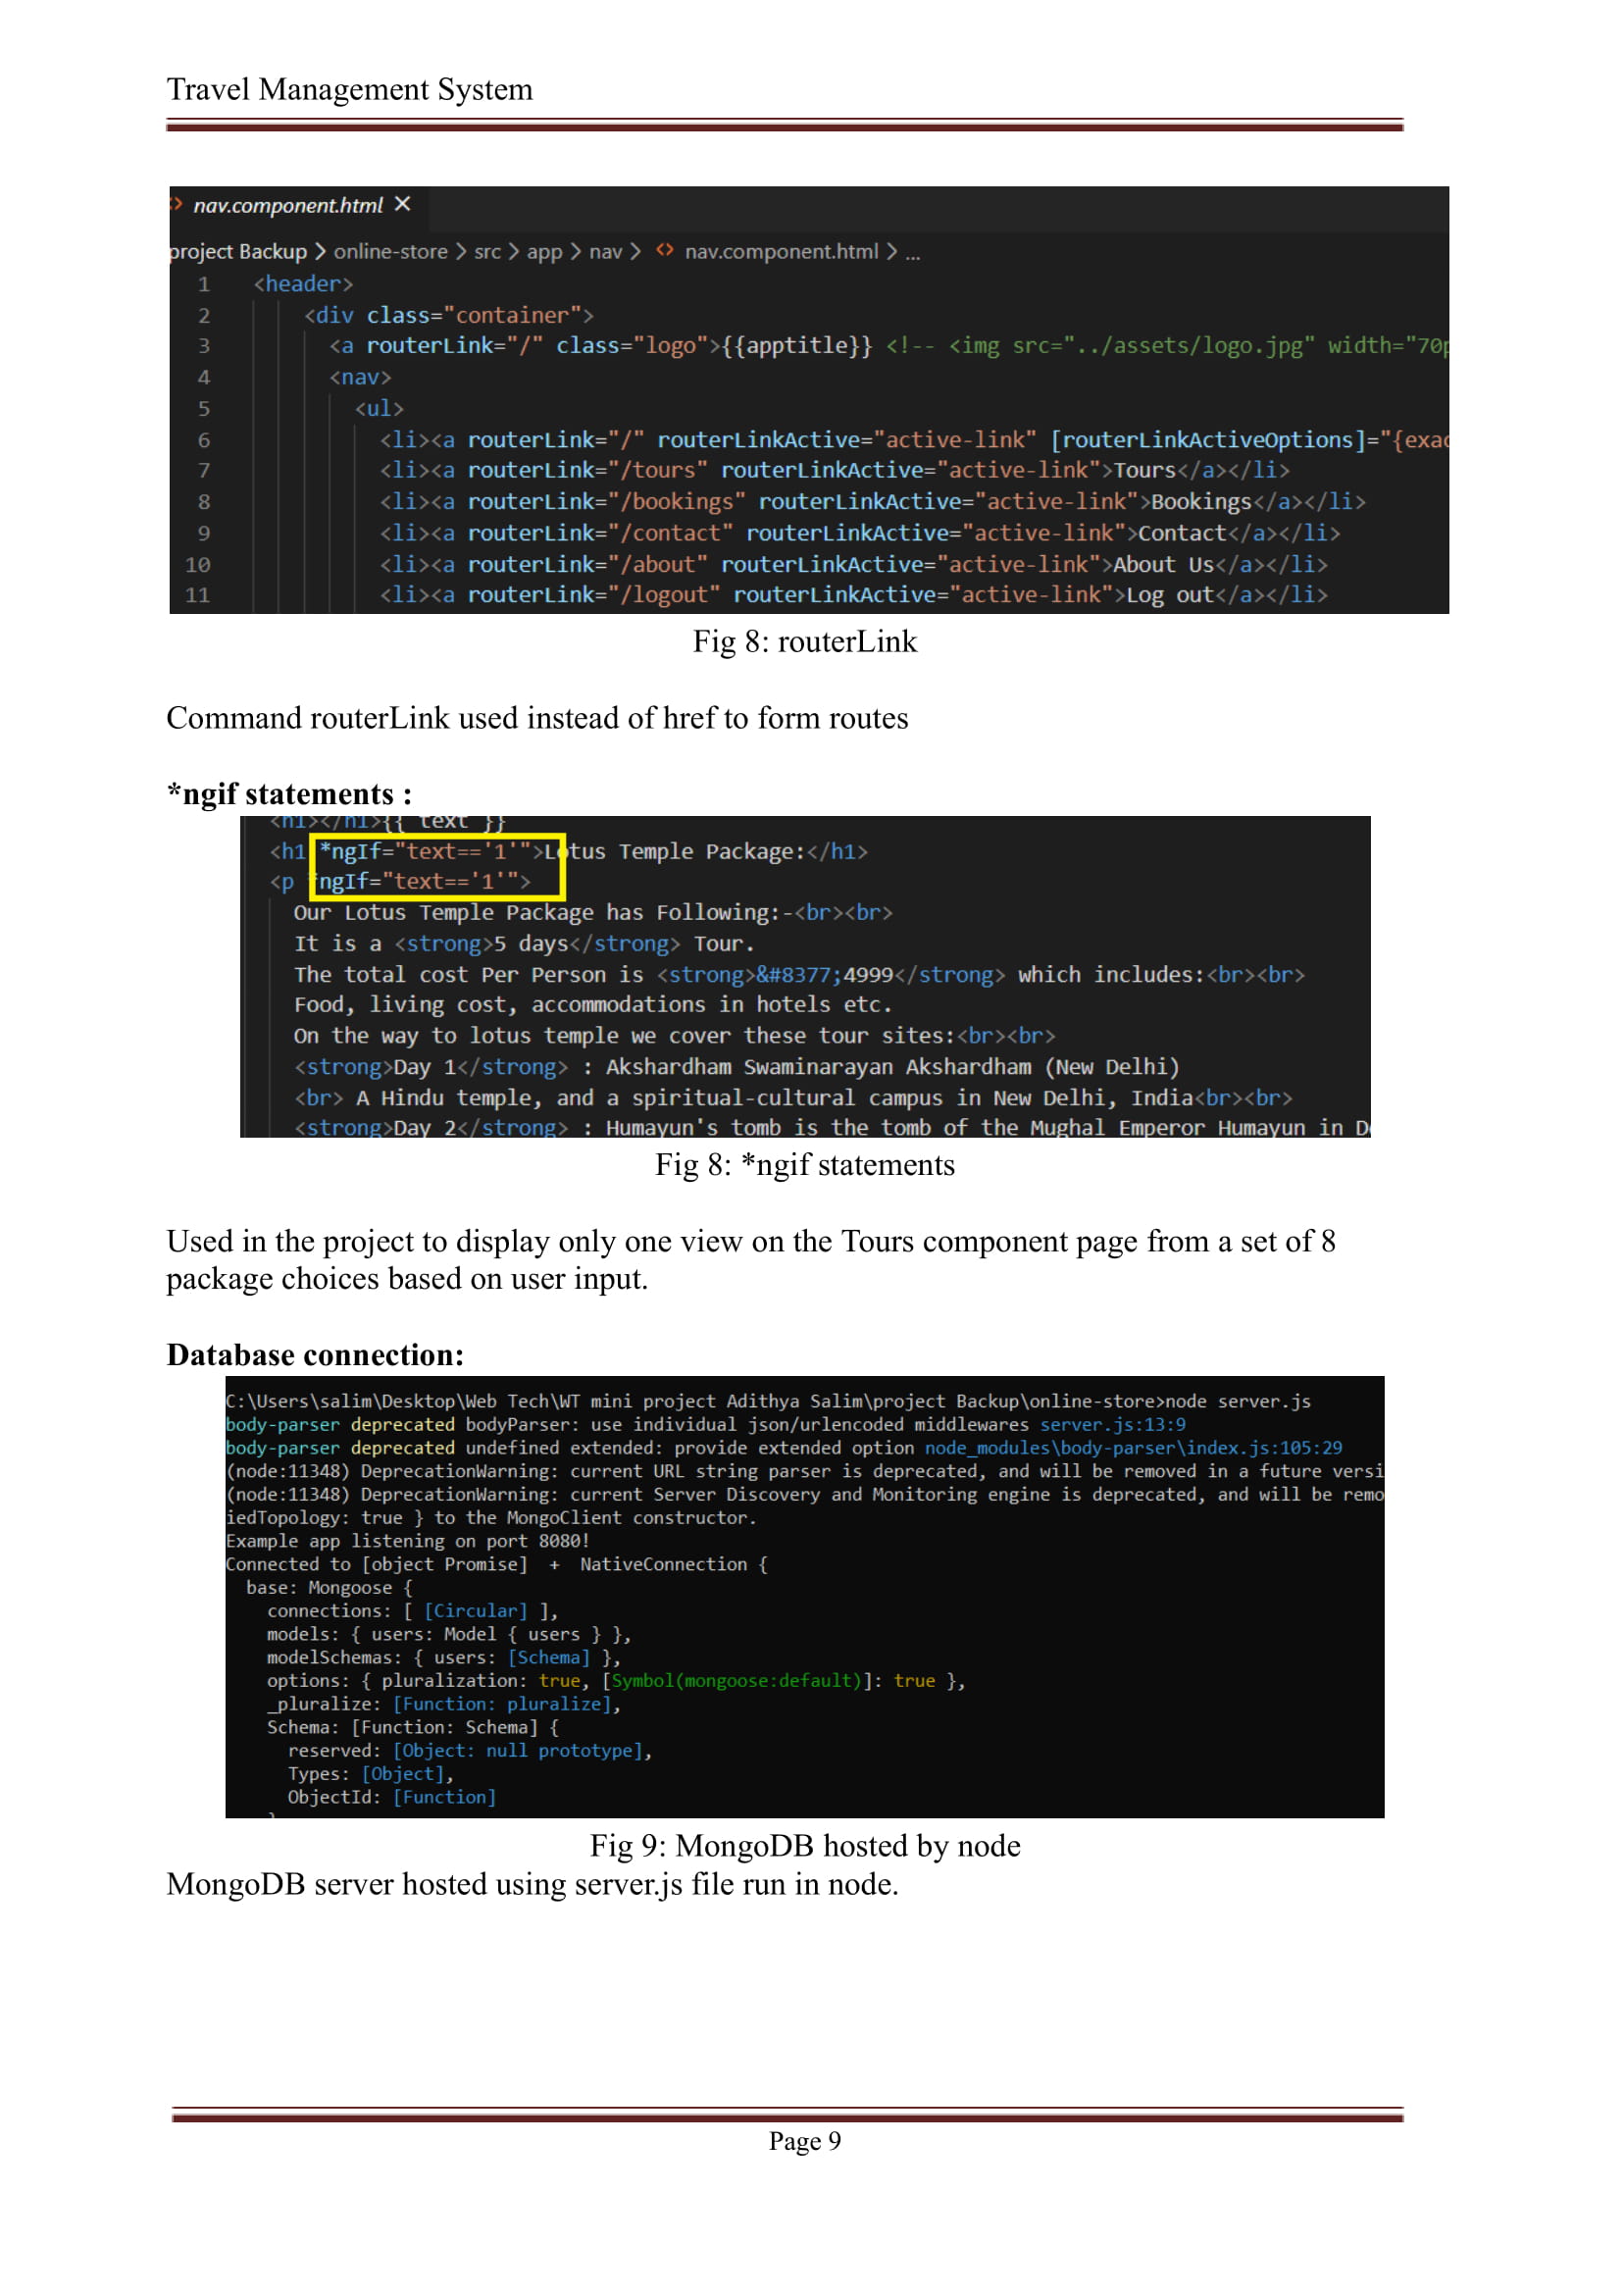 Travel Management System
nav.component.html ×
project Backup > online-store > src > app > nav > <> nav.component.html > ...
1 <header>
2 <div class="container">
3 <a routerLink="/" class="logo">{{apptitle}} <!-- <img src="../assets/logo.jpg" width="70p
4 <nav>
5 <ul>
6 <li><a routerLink="/" routerLinkActive="active-link" [routerLinkActiveOptions]="{exac
7 <li><a routerLink="/tours" routerLinkActive="active-link">Tours</a></li>
8 <li><a routerLink="/bookings" routerLinkActive="active-link">Bookings</a></li>
9 <li><a routerLink="/contact" routerLinkActive="active-link">Contact</a></li>
10 <li><a routerLink="/about" routerLinkActive="active-link">About Us</a></li>
11 <li><a routerLink="/logout" routerLinkActive="active-link">Log out</a></li>
Fig 8: routerLink
Command routerLink used instead of href to form routes
*ngif statements :
<h1></h1>{{ text }}
<h1 *ngIf="text=='1'">Lotus Temple Package:</h1>
<p *ngIf="text=='1'">
Our Lotus Temple Package has Following:-<br><br>
It is a <strong>5 days</strong> Tour.
The total cost Per Person is <strong>&#8377;4999</strong> which includes:<br><br>
Food, living cost, accommodations in hotels etc.
On the way to lotus temple we cover these tour sites:<br><br>
<strong>Day 1</strong> : Akshardham Swaminarayan Akshardham (New Delhi)
<br> A Hindu temple, and a spiritual-cultural campus in New Delhi, India<br><br>
<strong>Day 2</strong> : Humayun's tomb is the tomb of the Mughal Emperor Humayun in D
Fig 8: *ngif statements
Used in the project to display only one view on the Tours component page from a set of 8
package choices based on user input.
Database connection:
C:\Users\salim\Desktop\Web Tech\WT mini project Adithya Salim\project Backup\online-store>node server.js
body-parser deprecated bodyParser: use individual json/urlencoded middlewares server.js:13:9
body-parser deprecated undefined extended: provide extended option node_modules\body-parser\index.js:105:29
(node:11348) DeprecationWarning: current URL string parser is deprecated, and will be removed in a future versi
(node:11348) DeprecationWarning: current Server Discovery and Monitoring engine is deprecated, and will be remo
iedTopology: true } to the MongoClient constructor.
Example app listening on port 8080!
Connected to [object Promise] + NativeConnection {
base: Mongoose {
connections: [ [Circular] ],
models: { users: Model { users } },
modelSchemas: { users: [Schema] },
options: { pluralization: true, [Symbol(mongoose:default)]: true },
_pluralize: [Function: pluralize],
Schema: [Function: Schema] {
reserved: [Object: null prototype],
Types: [Object],
ObjectId: [Function]
}
Fig 9: MongoDB hosted by node
MongoDB server hosted using server.js file run in node.
Page 9